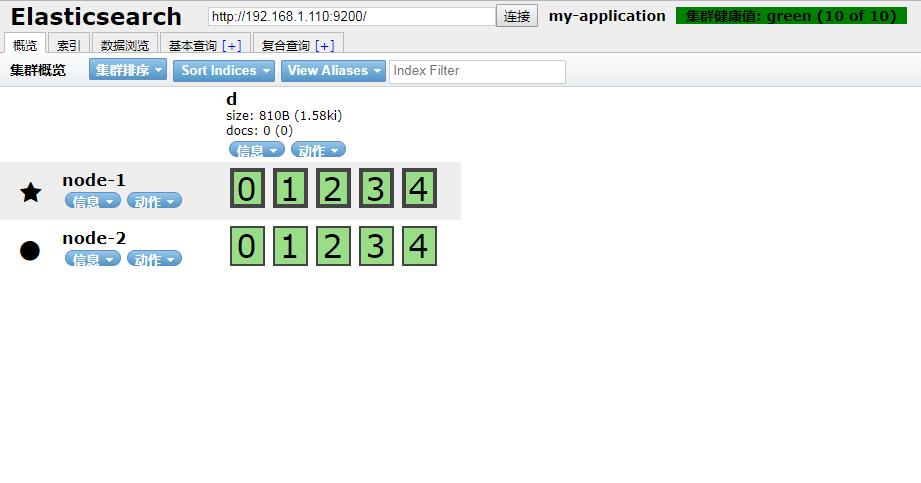 Elasticsearch http://192.168.1.110:9200/ 连接 my-application 集群健康值: green (10 of 10)
概览 索引 数据浏览 基本查询 [+] 复合查询 [+]
集群概览 集群排序 Sort Indices View Aliases Index Filter
d
size: 810B (1.58ki)
docs: 0 (0)
信息 动作
node-1 0 1 2 3 4
信息 动作
node-2 0 1 2 3 4
信息 动作